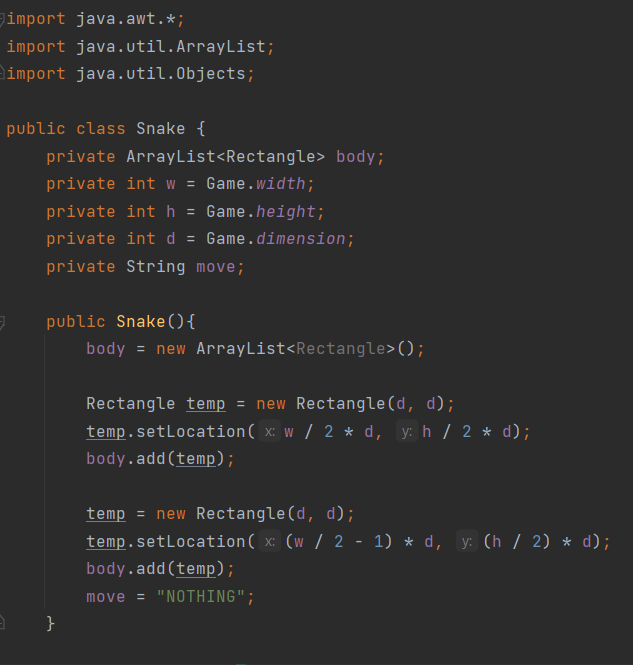 import java.awt.*;
import java.util.ArrayList;
import java.util.Objects;
public class Snake {
private ArrayList<Rectangle> body;
private int w = Game.width;
private int h = Game.height;
private int d = Game.dimension;
private String move;
public Snake(){
body = new ArrayList<Rectangle>();
Rectangle temp = new Rectangle(d, d);
temp.setLocation( x: w / 2 * d, y: h / 2 * d);
body.add(temp);
temp = new Rectangle(d, d);
temp.setLocation( x: (w / 2 - 1) * d, y: (h / 2) * d);
body.add(temp);
move = "NOTHING";
}